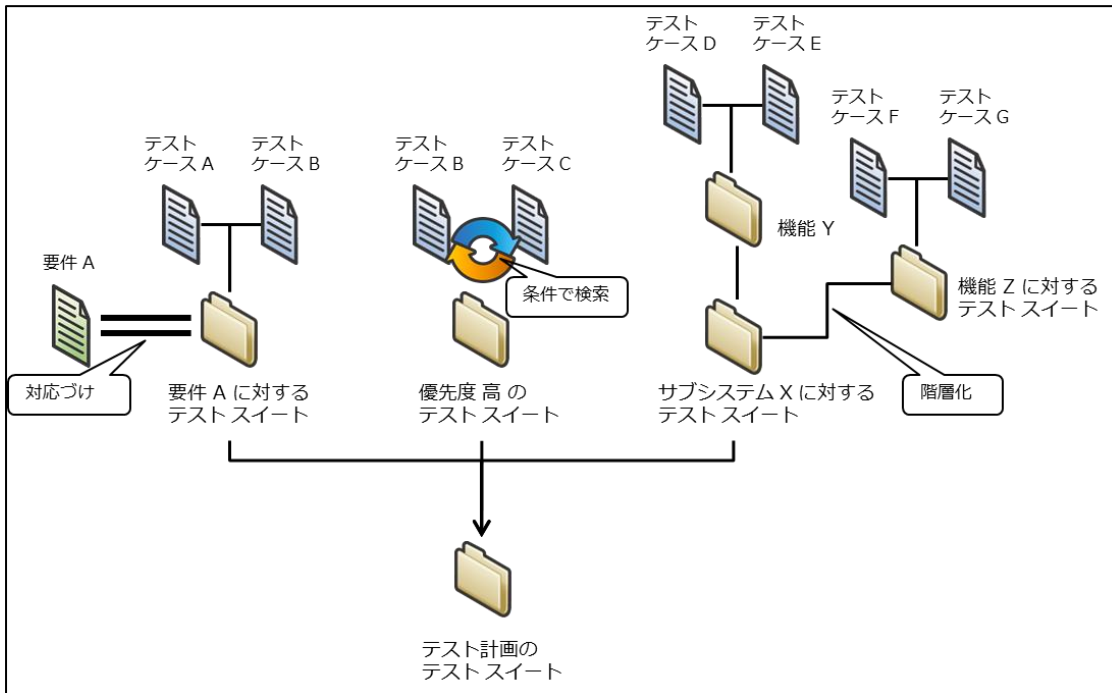 テスト
ケース D
テスト
ケース E
テスト
ケース F
テスト
ケース G
テスト
ケース A
テスト
ケース B
テスト
ケース B
テスト
ケース C
機能 Y
要件 A
条件で検索
機能 Z に対する
テスト スイート
対応づけ
要件 A に対する
テスト スイート
優先度 高 の
テスト スイート
サブシステム X に対する
テスト スイート
階層化
テスト計画の
テスト スイート